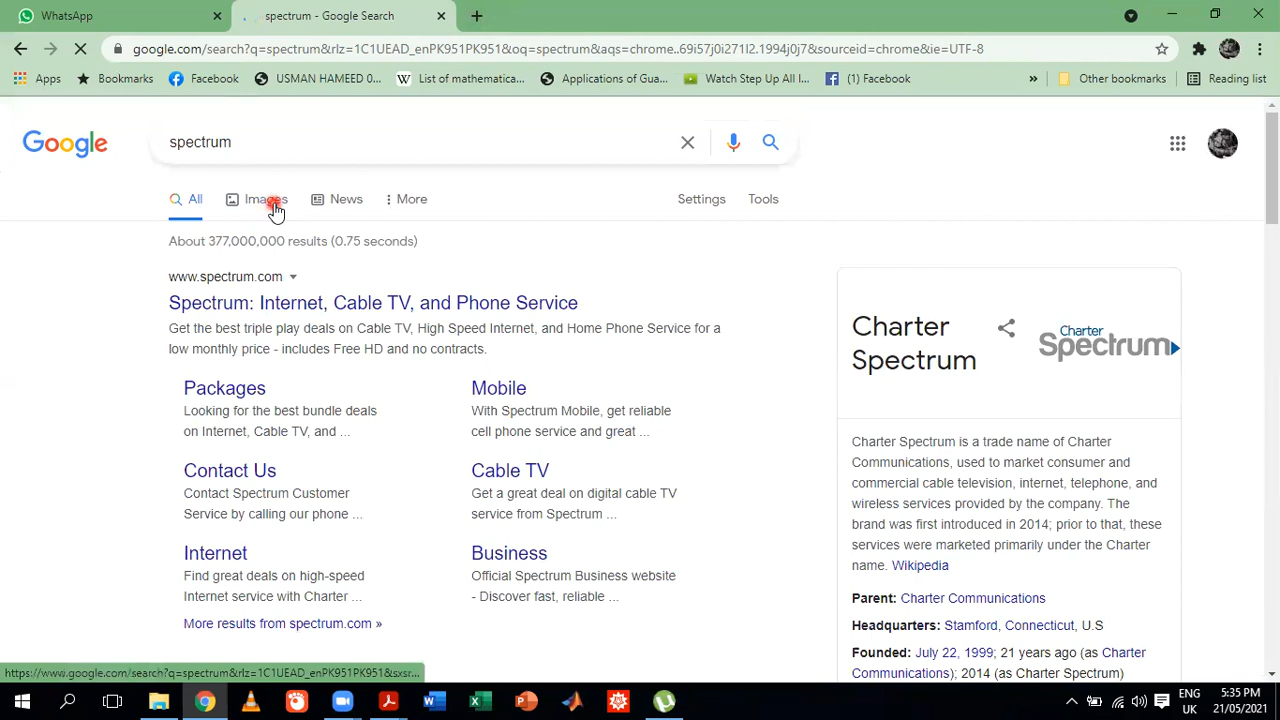 WhatsApp
spectrum - Google Search
google.com/search?q=spectrum&rlz=1C1UEAD_enPK951PK951&oq=spectrum&aqs=chrome..69i57j0i271l2.1994j0j7&sourceid=chrome&ie=UTF-8
Apps Bookmarks Facebook USMAN HAMEED 0... List of mathematica... Applications of Gua... Watch Step Up All I... (1) Facebook » Other bookmarks Reading list
Google
spectrum
All Images News More Settings Tools
About 377,000,000 results (0.75 seconds)
www.spectrum.com
Spectrum: Internet, Cable TV, and Phone Service
Get the best triple play deals on Cable TV, High Speed Internet, and Home Phone Service for a
low monthly price - includes Free HD and no contracts.
Packages
Looking for the best bundle deals
on Internet, Cable TV, and ...
Mobile
With Spectrum Mobile, get reliable
cell phone service and great ...
Contact Us
Contact Spectrum Customer
Service by calling our phone ...
Cable TV
Get a great deal on digital cable TV
service from Spectrum ...
Internet
Find great deals on high-speed
Internet service with Charter ...
Business
Official Spectrum Business website
- Discover fast, reliable ...
More results from spectrum.com »
Charter
Spectrum
Charter
Spectrum
Charter Spectrum is a trade name of Charter
Communications, used to market consumer and
commercial cable television, internet, telephone, and
wireless services provided by the company. The
brand was first introduced in 2014; prior to that, these
services were marketed primarily under the Charter
name. Wikipedia
Parent: Charter Communications
Headquarters: Stamford, Connecticut, U.S
Founded: July 22, 1999; 21 years ago (as Charter
Communications); 2014 (as Charter Spectrum)
https://www.google.com/search?q=spectrum&rlz=1C1UEAD_enPK951PK951&sxsr...
ENG
UK
5:35 PM
21/05/2021